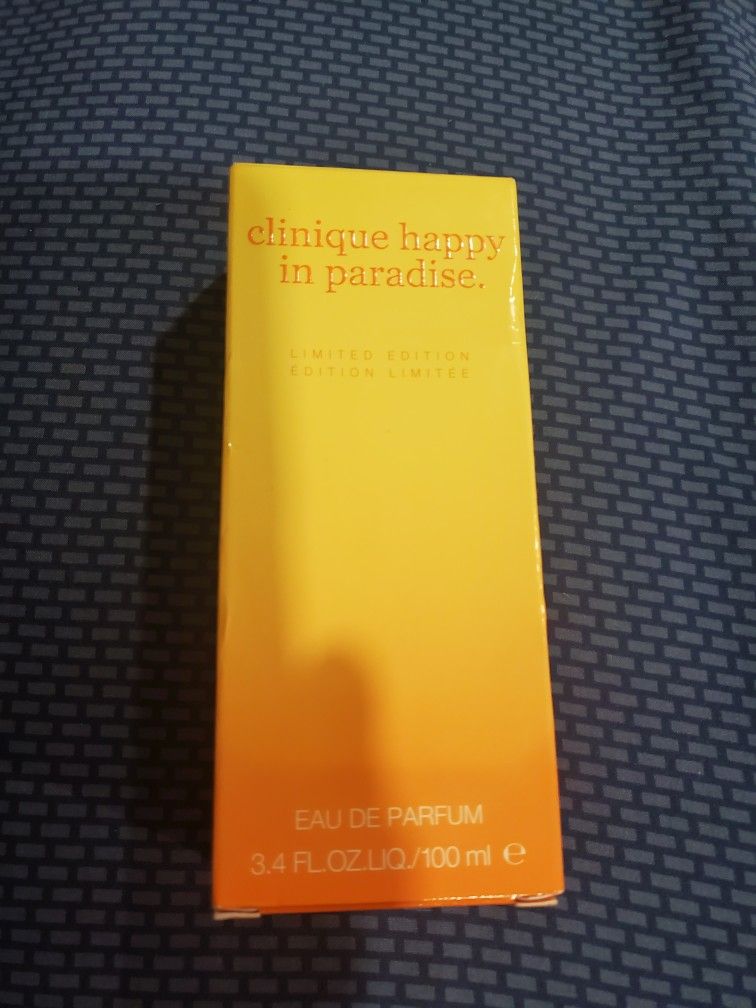 clinique happy
in paradise.
LIMITED EDITION
ÉDITION LIMITÉE
EAU DE PARFUM
3.4 FL.OZ.LIQ./100 ml ℮